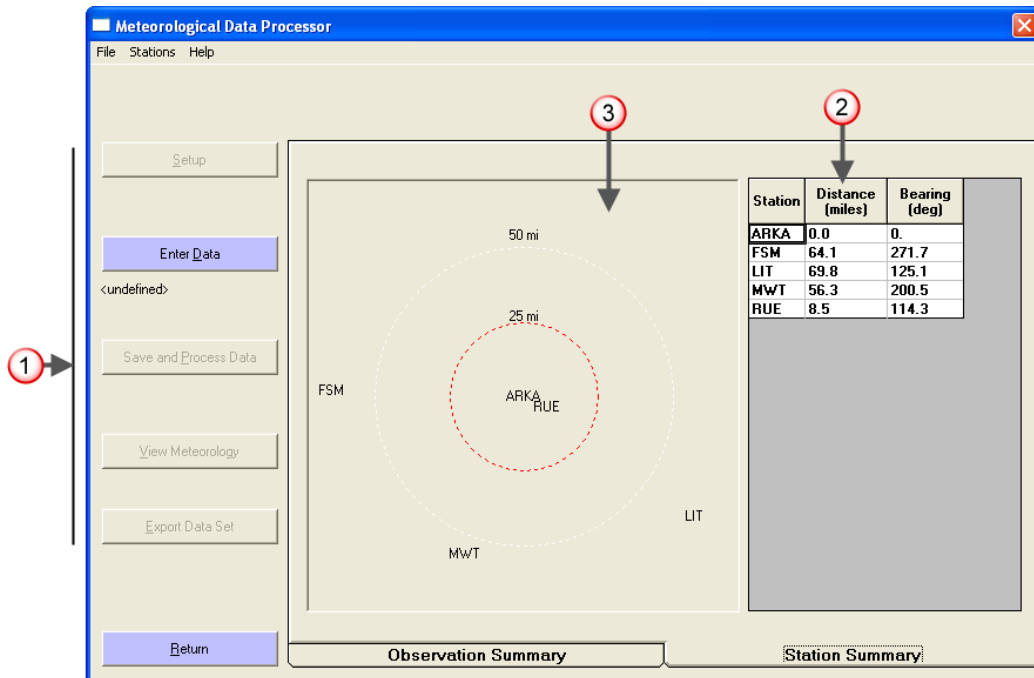 Meteorological Data Processor
File Stations Help
3
2
1
Setup
Enter Data
<undefined>
Save and Process Data
View Meteorology
Export Data Set
Return
50 mi
25 mi
FSM
ARKA
RUE
LIT
MWT
Station Distance (miles) Bearing (deg)
ARKA 0.0 0.
FSM 64.1 271.7
LIT 69.8 125.1
MWT 56.3 200.5
RUE 8.5 114.3
Observation Summary
Station Summary